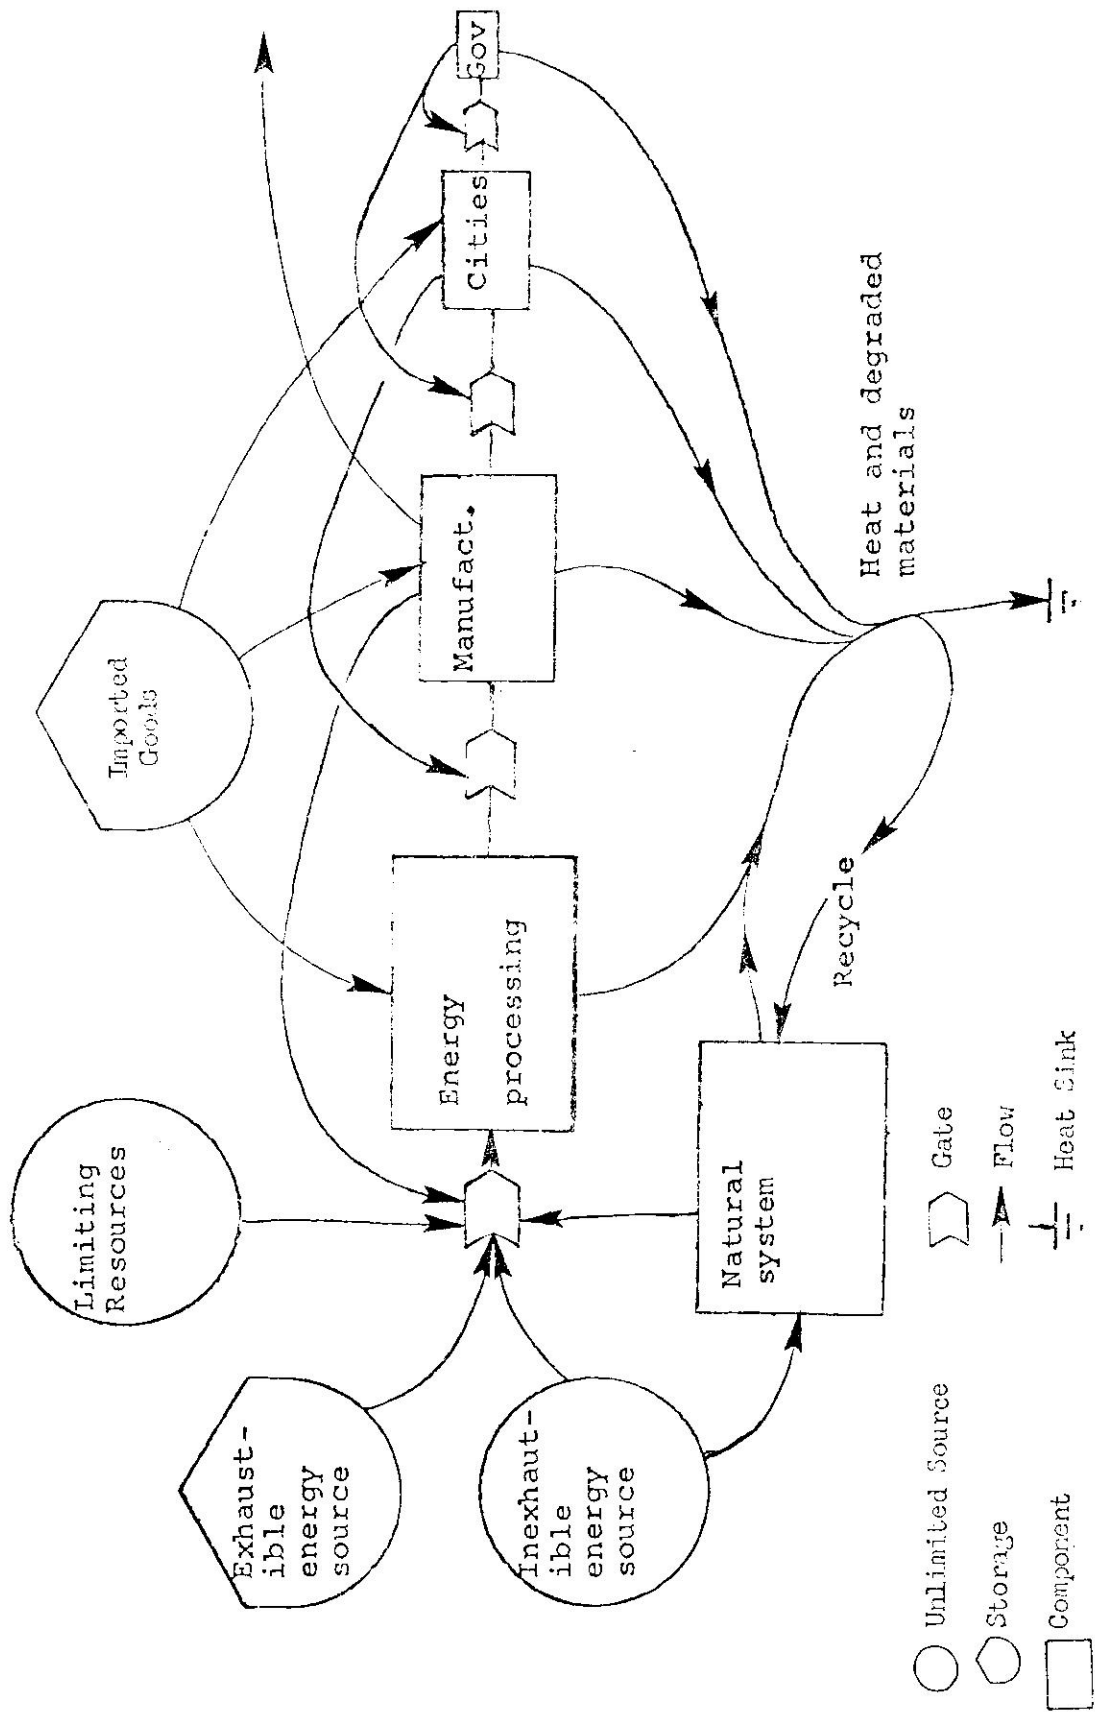 Limiting
Resources
Imported
Goods
Exhaust-
ible
energy
source
Inexhaut-
ible
energy
source
Energy
processing
Manufact.
Cities
Gov
Natural
system
Recycle
Heat and degraded
materials
Unlimited Source
Storage
Component
Gate
Flow
Heat Sink